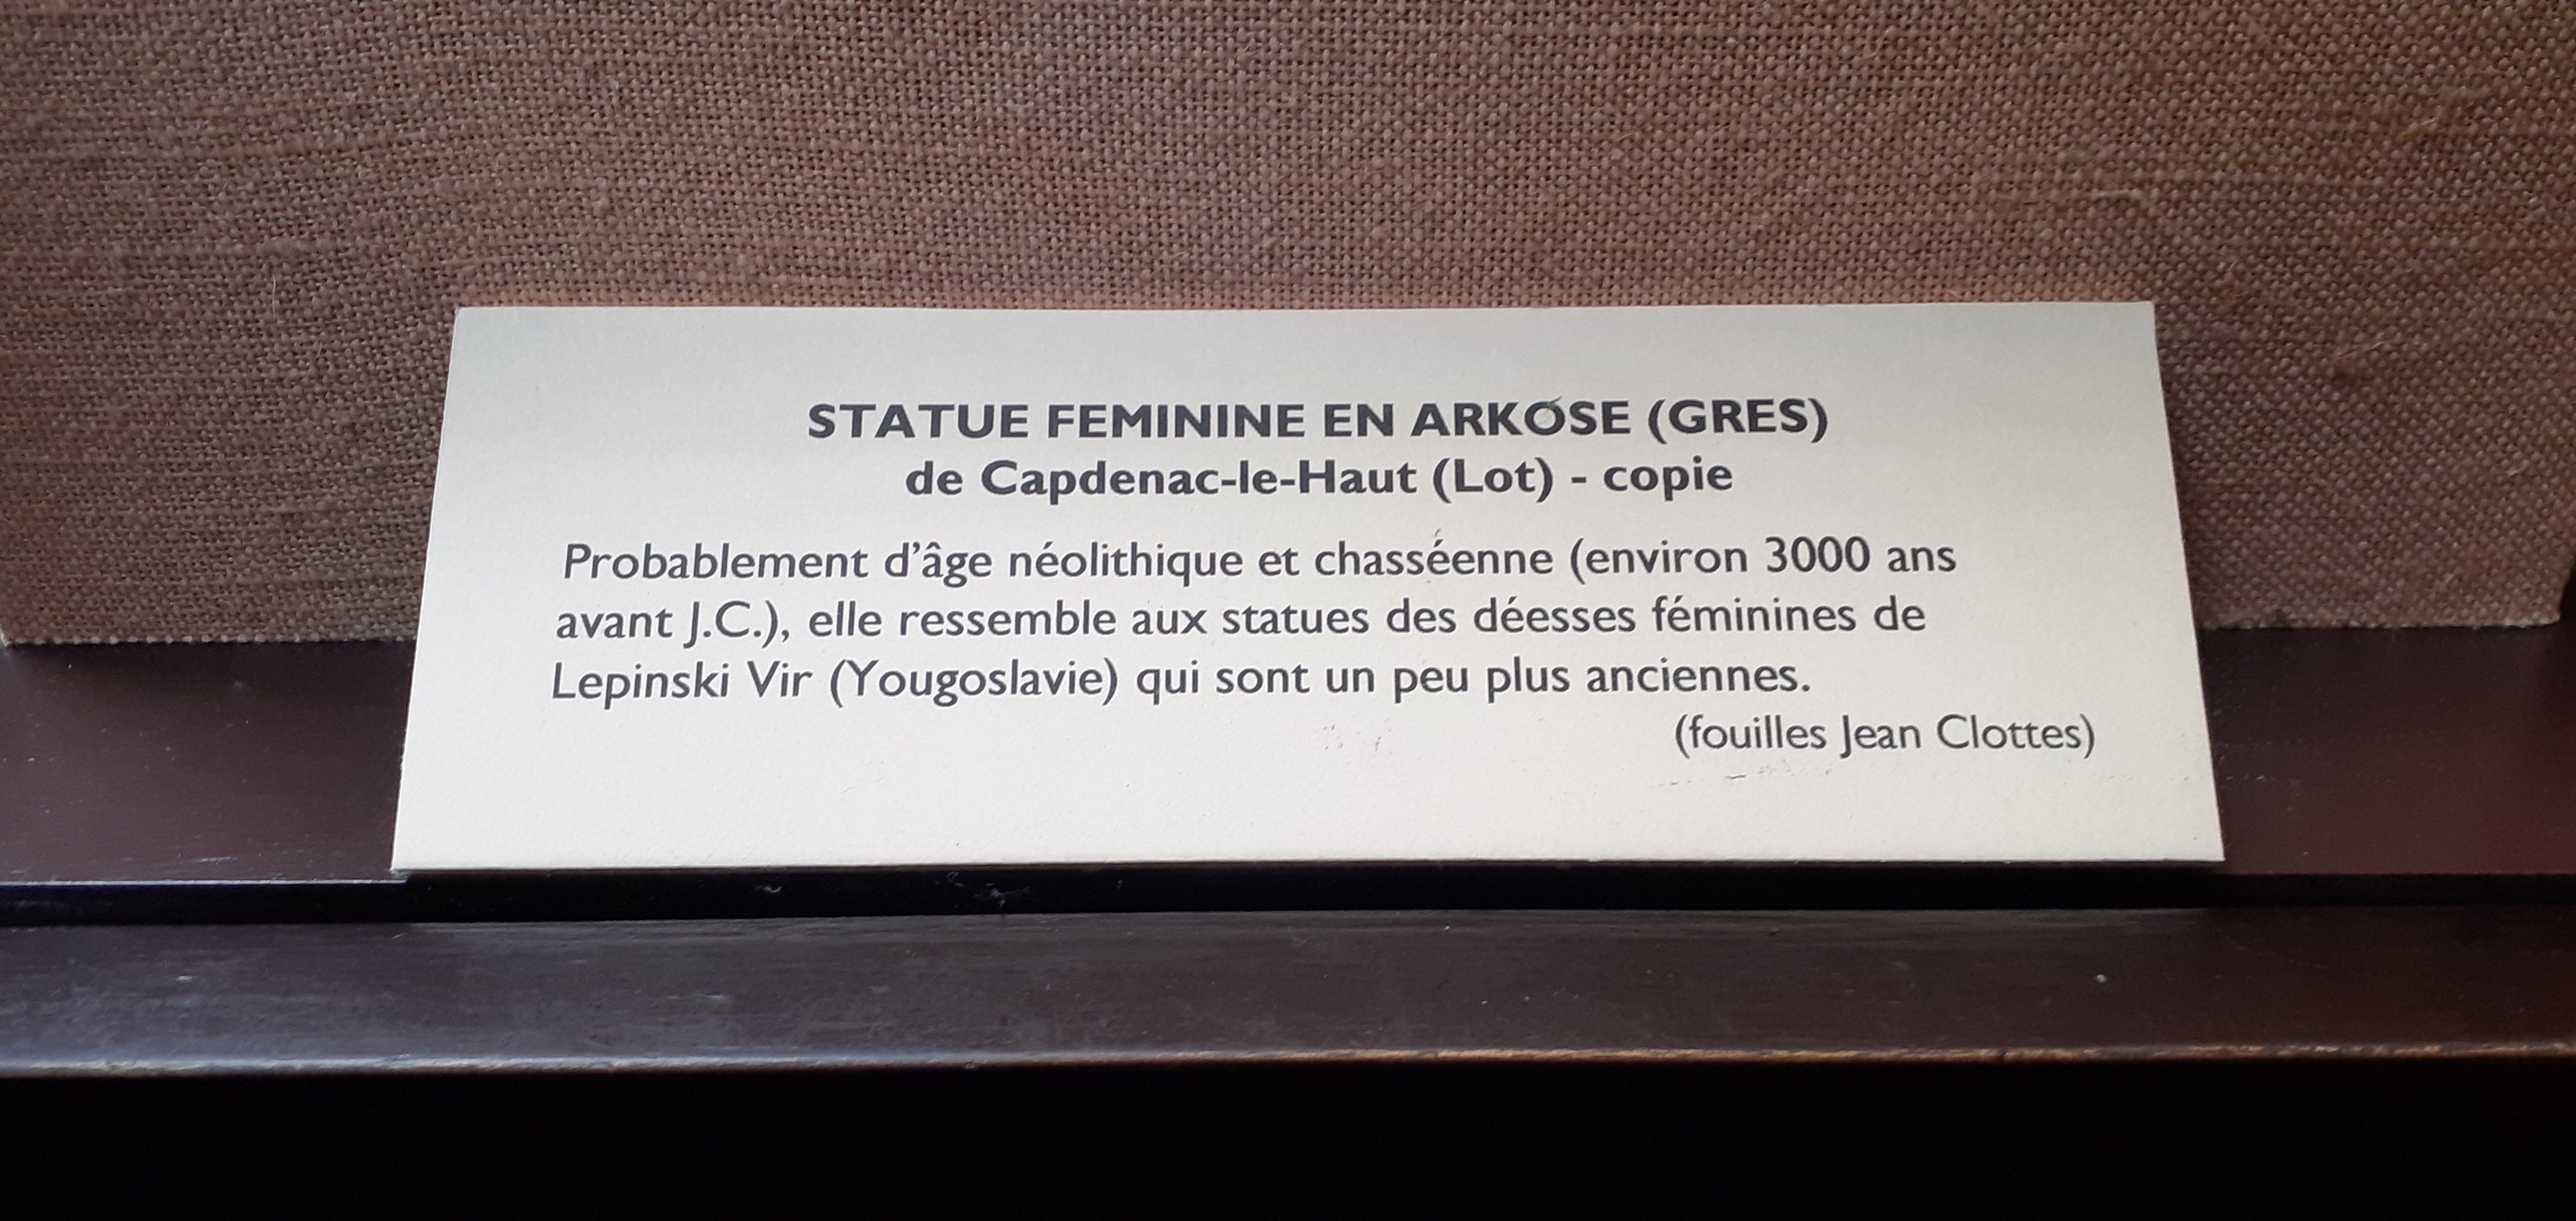 STATUE FEMININE EN ARKOSE (GRES)
de Capdenac-le-Haut (Lot) - copie
Probablement d'âge néolithique et chasséenne (environ 3000 ans
avant J.C.), elle ressemble aux statues des déesses féminines de
Lepinski Vir (Yougoslavie) qui sont un peu plus anciennes.
(fouilles Jean Clottes)